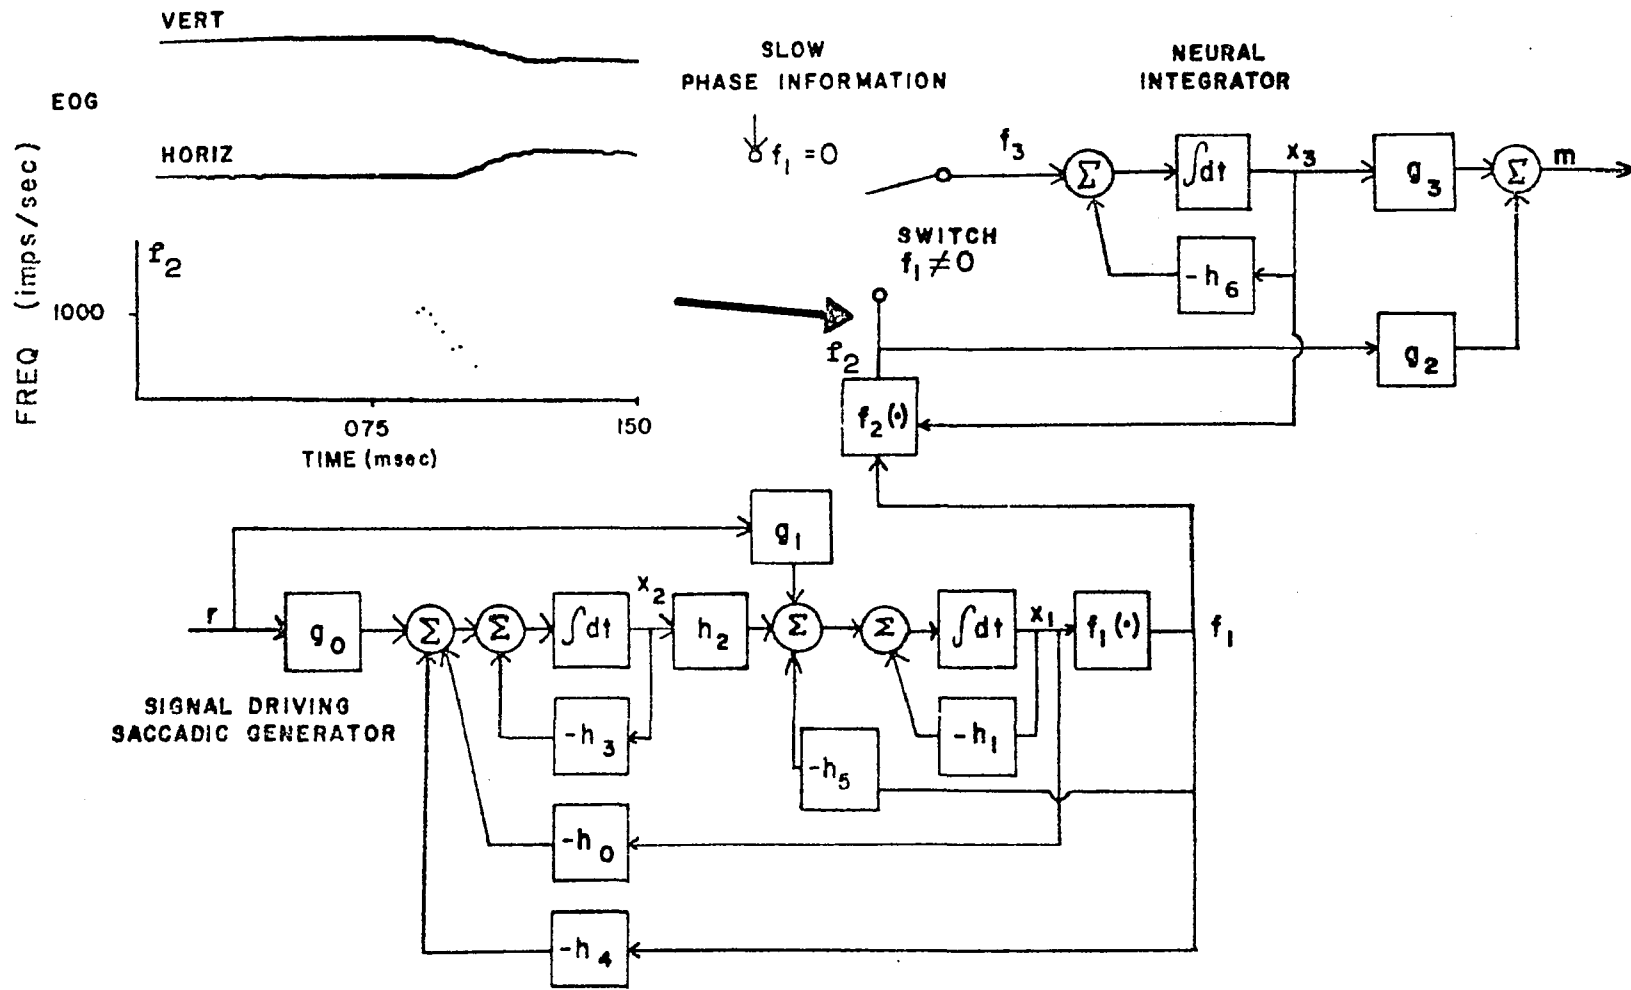 VERT
EOG
HORIZ
FREQ (imps/sec)
f2
1000
075
150
TIME (msec)
SLOW
PHASE INFORMATION
f1 = 0
SWITCH
f1 ≠ 0
f2
f2(•)
NEURAL
INTEGRATOR
f3
Σ
∫dt
x3
g3
Σ
m
-h6
g2
g1
r
g0
Σ
Σ
∫dt
x2
h2
Σ
Σ
∫dt
x1
f1(•)
f1
SIGNAL DRIVING
SACCADIC GENERATOR
-h3
-h5
-h1
-h0
-h4